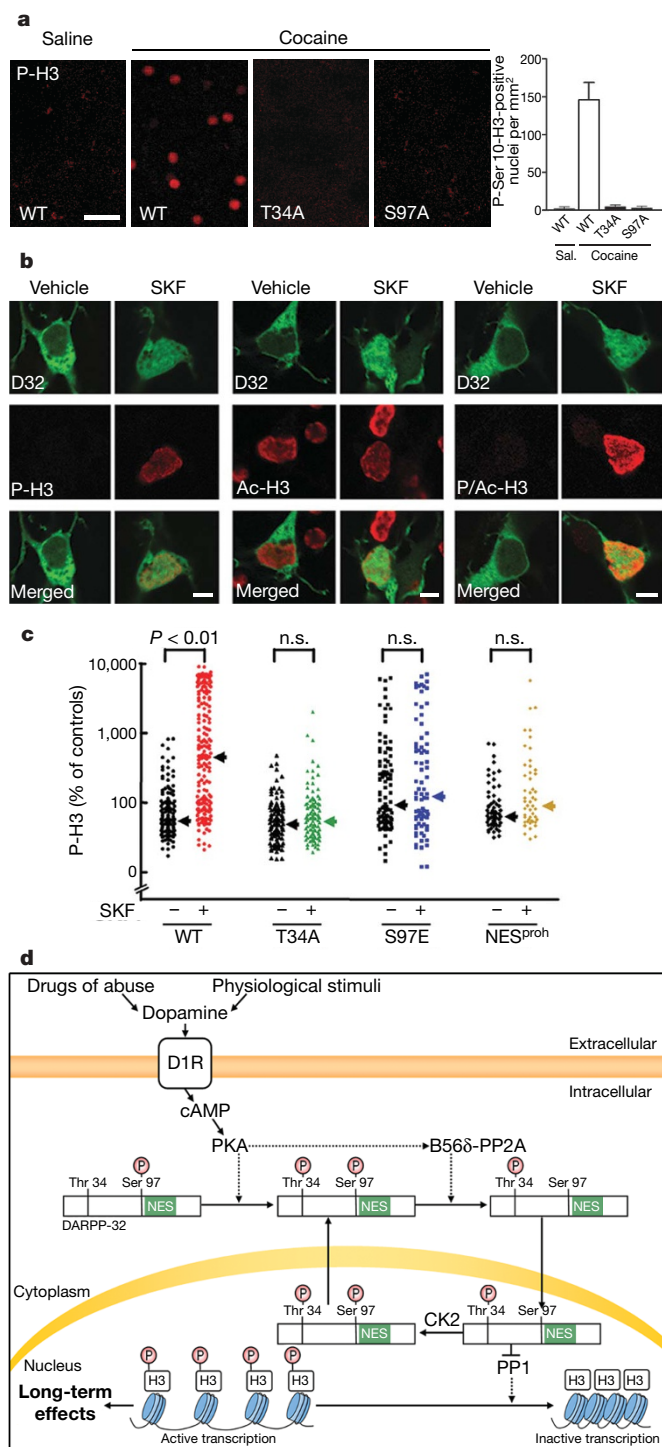 a
Saline
Cocaine
P-H3
WT
WT
T34A
S97A
P-Ser 10-H3-positive
nuclei per mm2
200
150
100
50
0
WT
WT
T34A
S97A
Sal.
Cocaine
b
Vehicle
SKF
Vehicle
SKF
Vehicle
SKF
D32
D32
D32
P-H3
Ac-H3
P/Ac-H3
Merged
Merged
Merged
c
P < 0.01
n.s.
n.s.
n.s.
P-H3 (% of controls)
10,000
1,000
100
0
SKF
− + − + − + − +
WT
T34A
S97E
NESproh
d
Drugs of abuse
Physiological stimuli
Dopamine
D1R
Extracellular
Intracellular
cAMP
PKA
B56δ-PP2A
P
P
P
P
Thr 34
Ser 97
Thr 34
Ser 97
Thr 34
Ser 97
NES
NES
NES
DARPP-32
Cytoplasm
P
P
P
Thr 34
Ser 97
CK2
Thr 34
Ser 97
NES
NES
Nucleus
PP1
P
P
P
P
H3
H3
H3
H3
H3
H3
H3
Long-term
effects
Active transcription
Inactive transcription